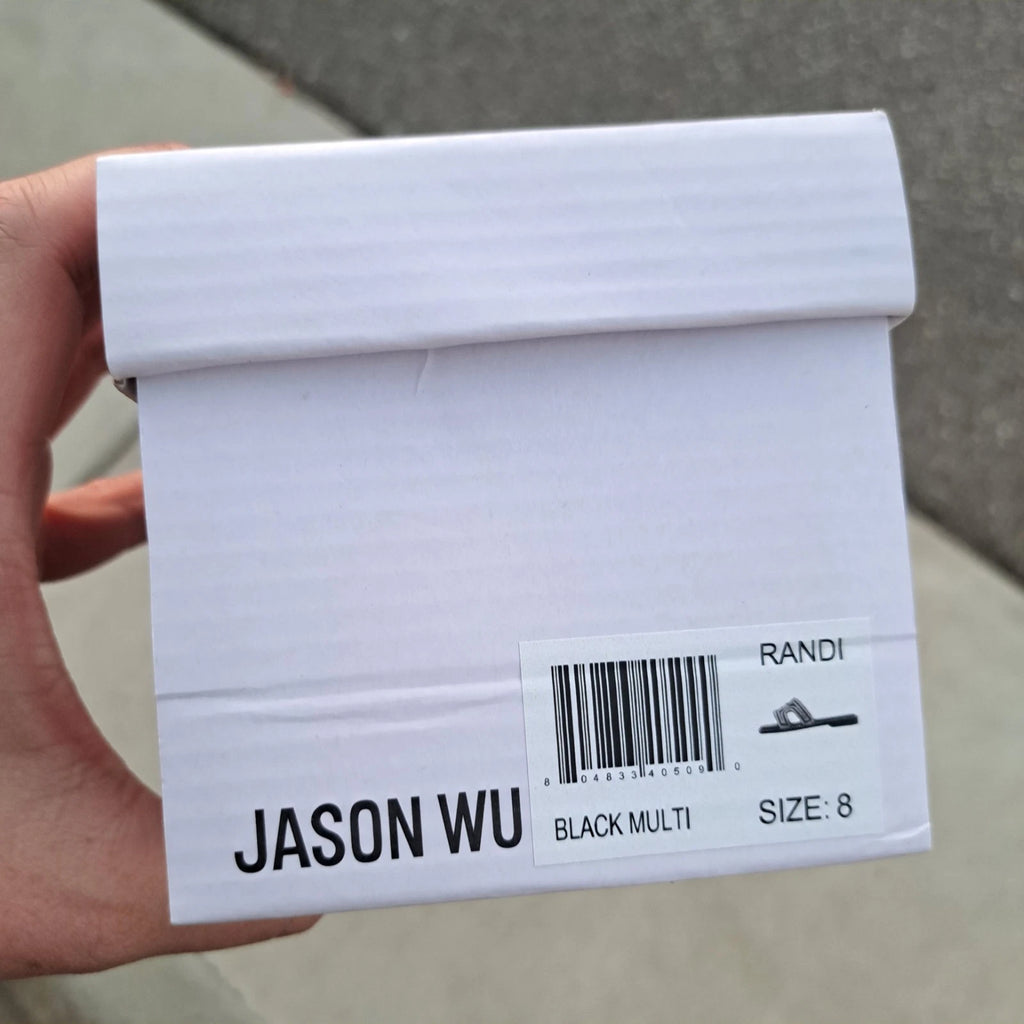 RANDI
8 04833 40509 0
JASON WU
BLACK MULTI
SIZE: 8